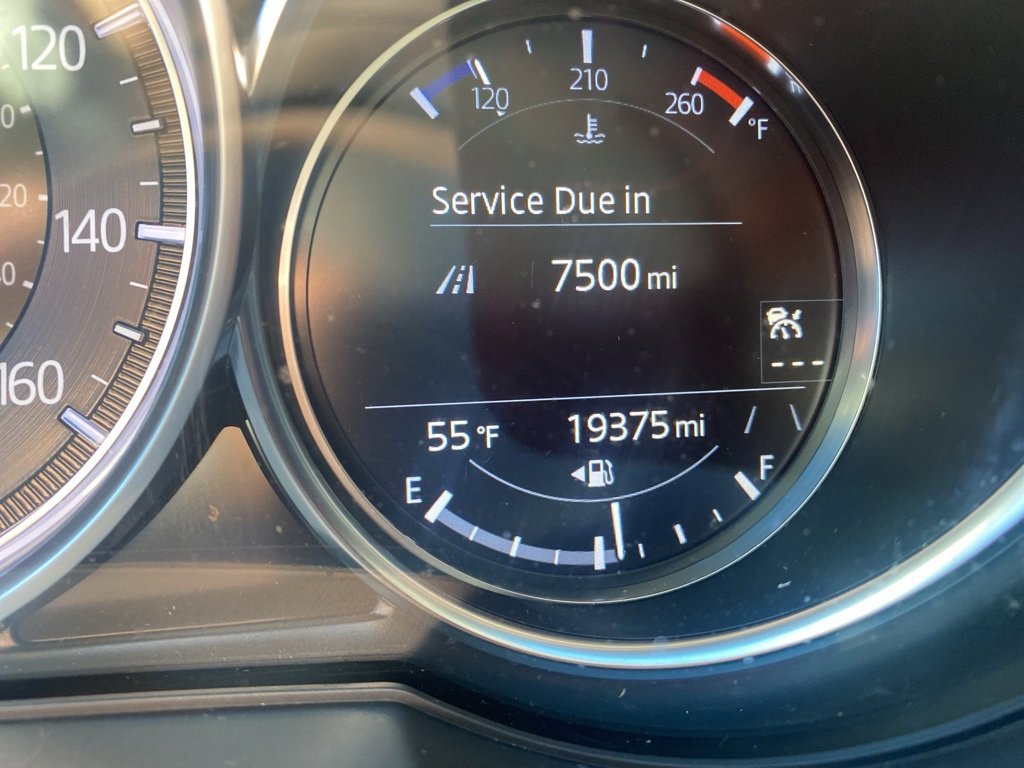 120
140
160
120 210 260 °F
Service Due in
7500 mi
---
55 °F 19375 mi
E F